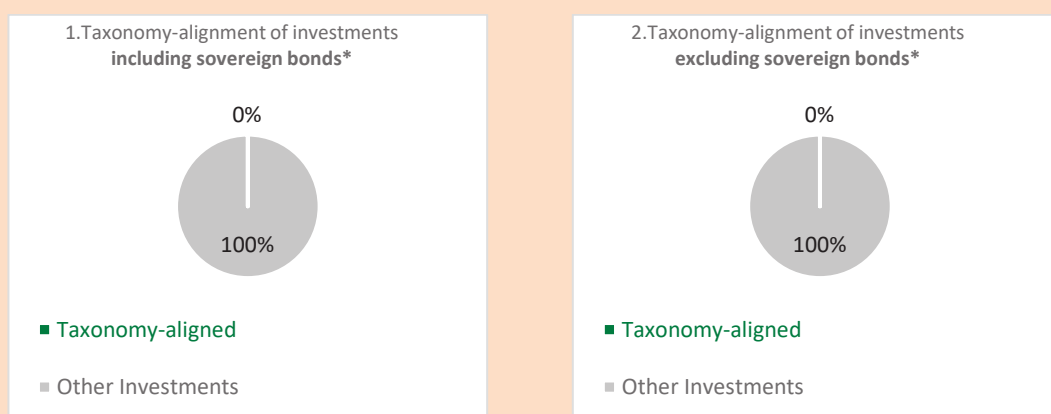 1.Taxonomy-alignment of investments
including sovereign bonds*
0%
100%
Taxonomy-aligned
Other Investments
2.Taxonomy-alignment of investments
excluding sovereign bonds*
0%
100%
Taxonomy-aligned
Other Investments